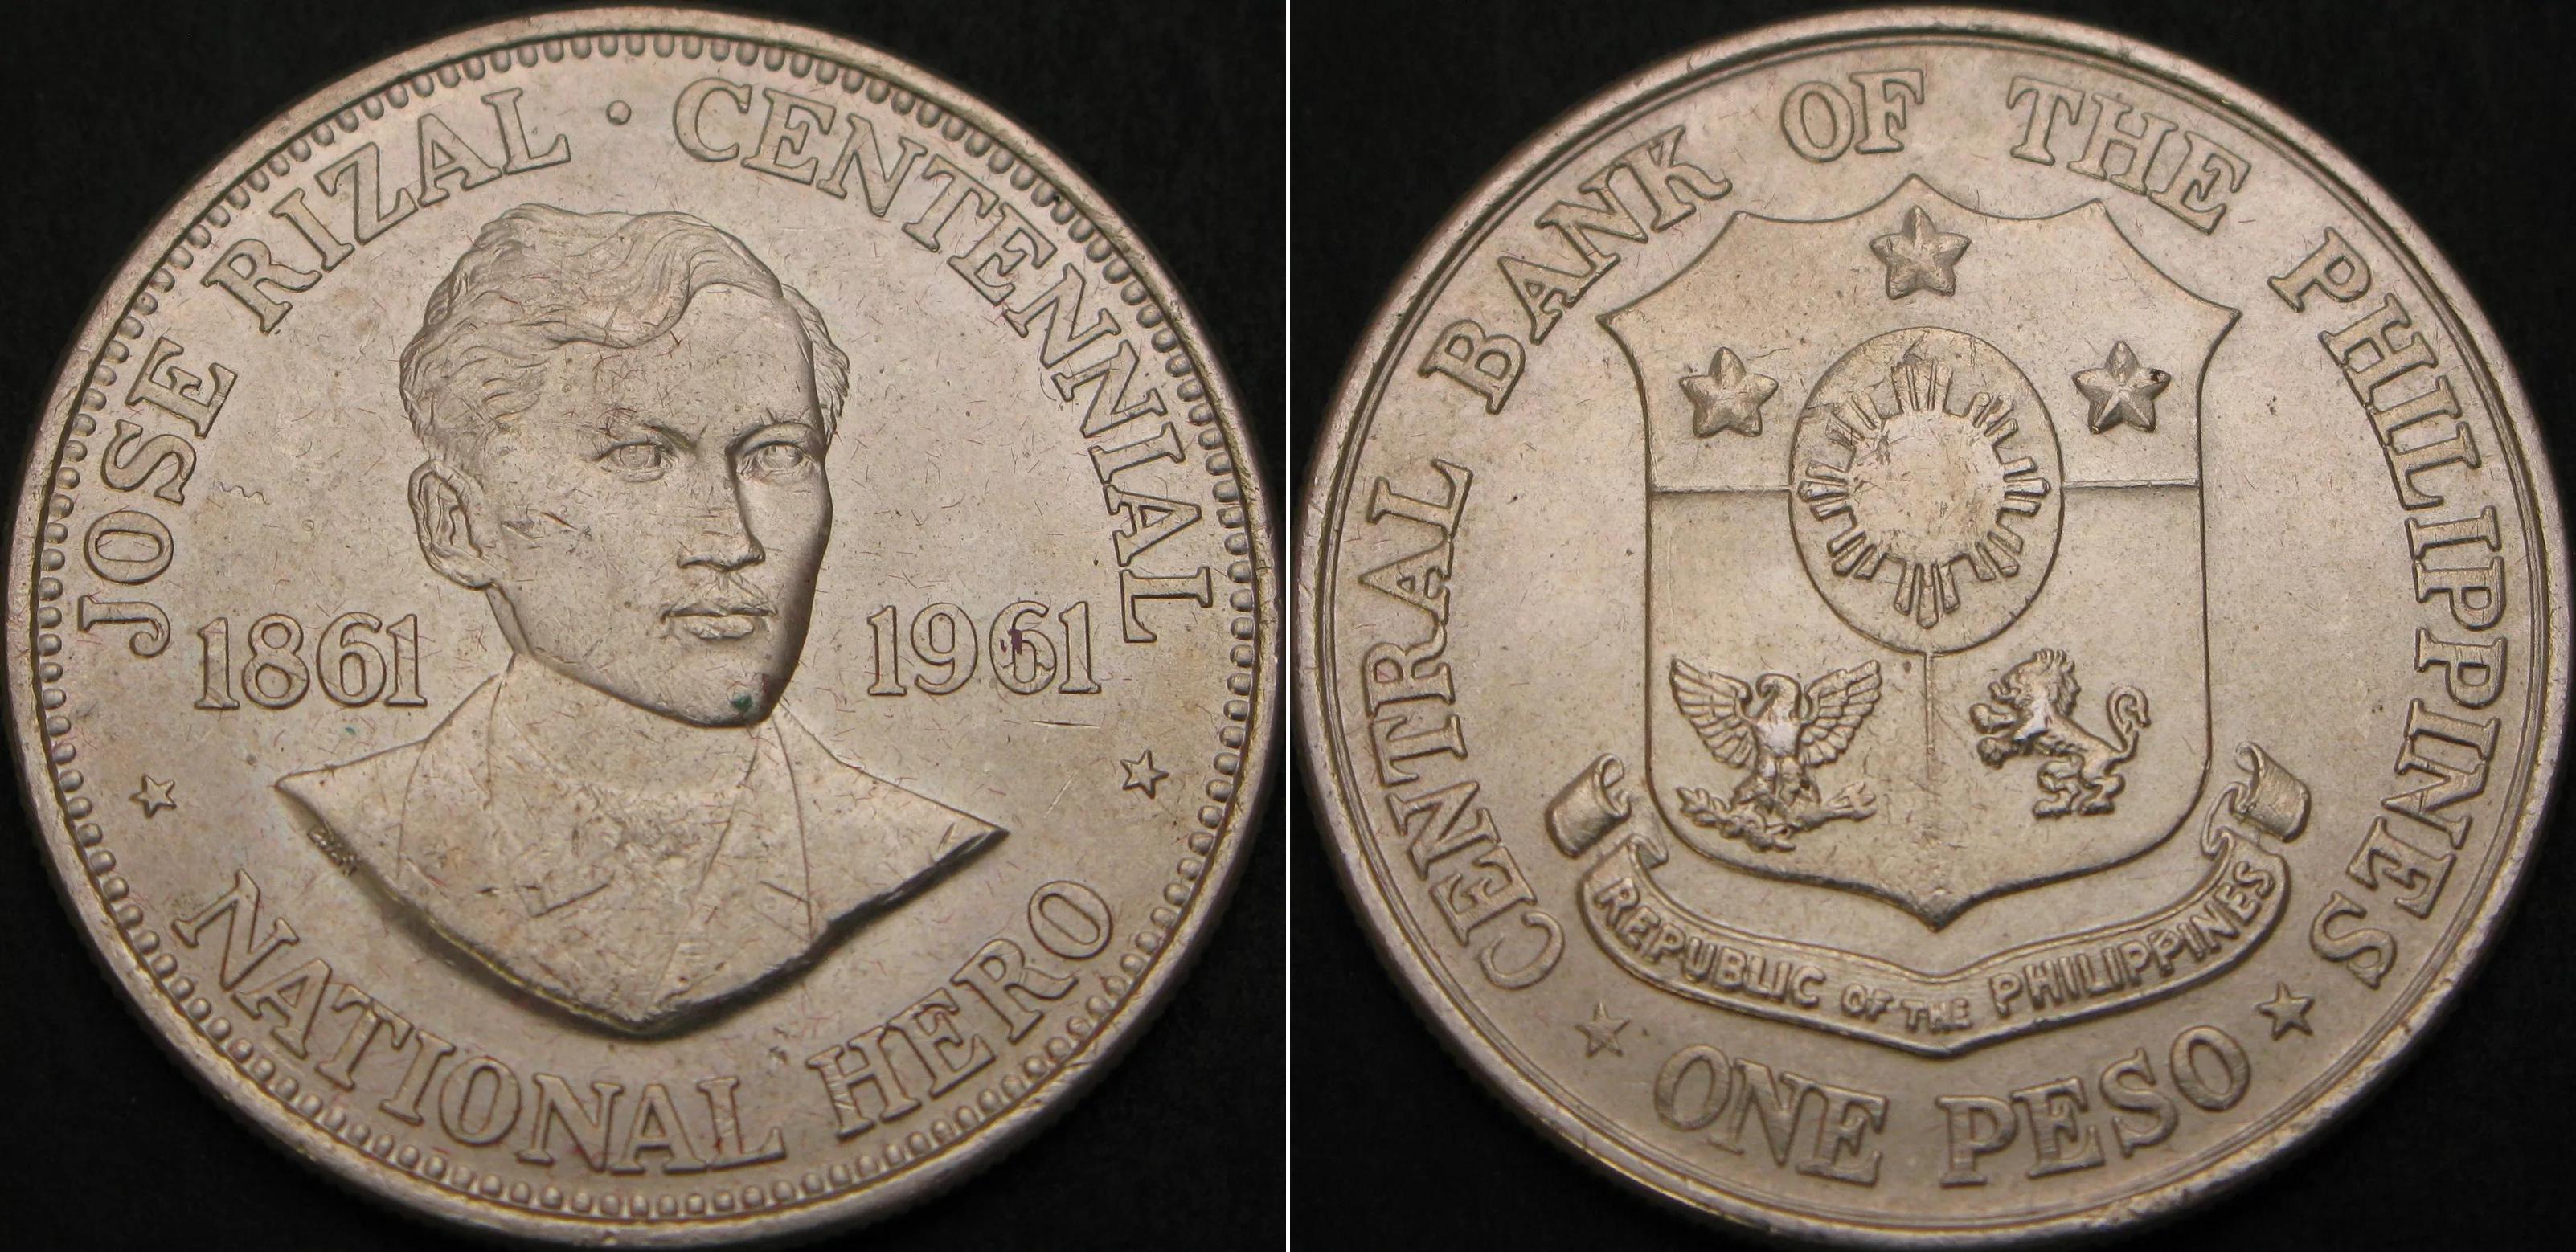 JOSE RIZAL · CENTENNIAL
1861 1961
NATIONAL HERO
CENTRAL BANK OF THE PHILIPPINES
REPUBLIC OF THE PHILIPPINES
ONE PESO